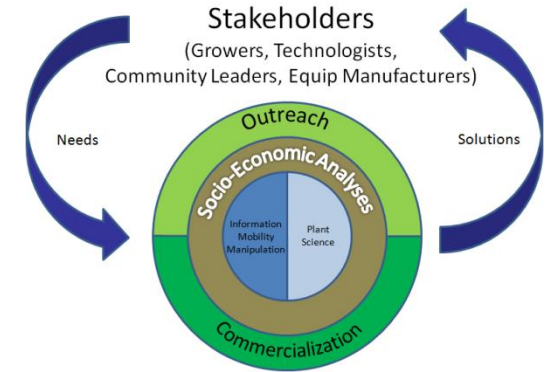 Stakeholders
(Growers, Technologists,
Community Leaders, Equip Manufacturers)
Needs
Solutions
Outreach
Socio-Economic Analyses
Information
Mobility
Manipulation
Plant
Science
Commercialization